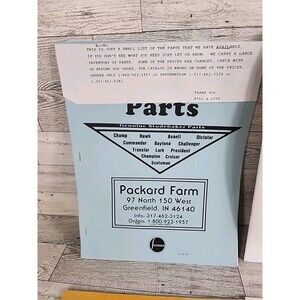 THIS IS JUST A SMALL LIST OF THE PARTS THAT WE HAVE AVAILABLE.
IF YOU DON'T SEE WHAT YOU NEED JUST LET US KNOW. WE CARRY A LARGE
INVENTORY OF PARTS. SOME OF THE PRICES HAS CHANGED. CHECK WITH
US BEFORE ORDER. THE CATALOG IS WRONG ON SOME OF THE PRICES.
ORDERS ONLY 1-800-922-1957 OR INFORMATION 1-317-462-3124 OR
THANK YOU
BILL &
Parts
Genuine Studebaker Parts
Champ Hawk Avanti Dictator
Commander Daytona Challenger
Transtar Lark President
Champion Cruiser
Scotsman
Packard Farm
97 North 150 West
Greenfield, IN 46140
Info: 317-462-3124
Orders: 1-800-922-1957